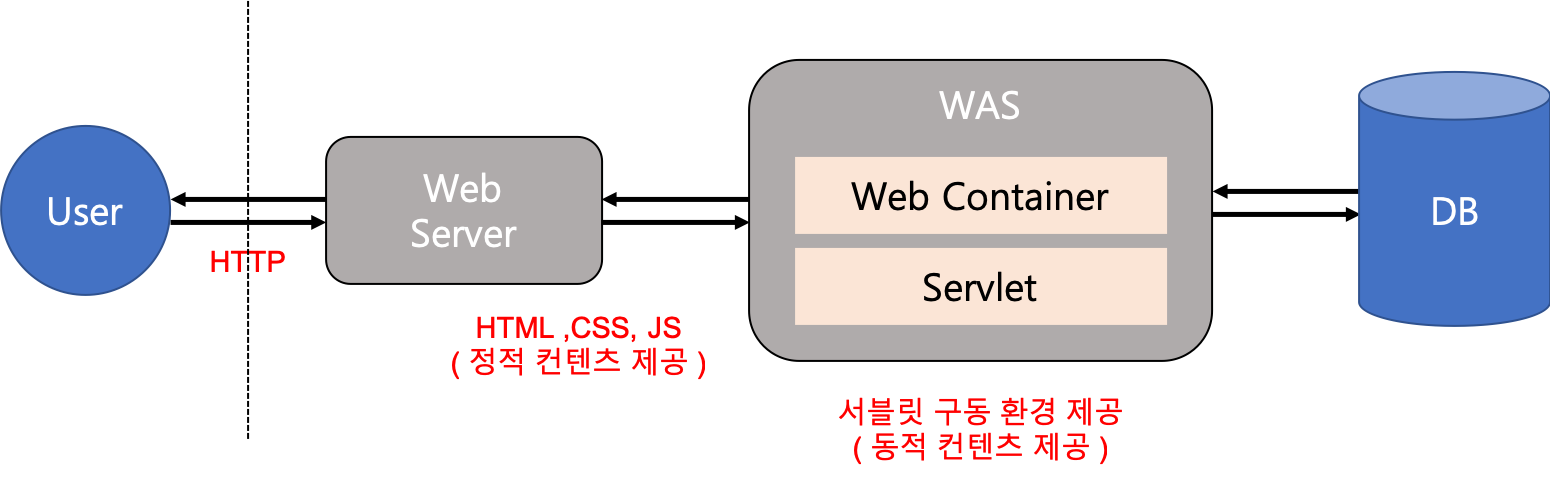 User
HTTP
Web
Server
HTML ,CSS, JS
( 정적 컨텐츠 제공 )
WAS
Web Container
Servlet
서블릿 구동 환경 제공
( 동적 컨텐츠 제공 )
DB